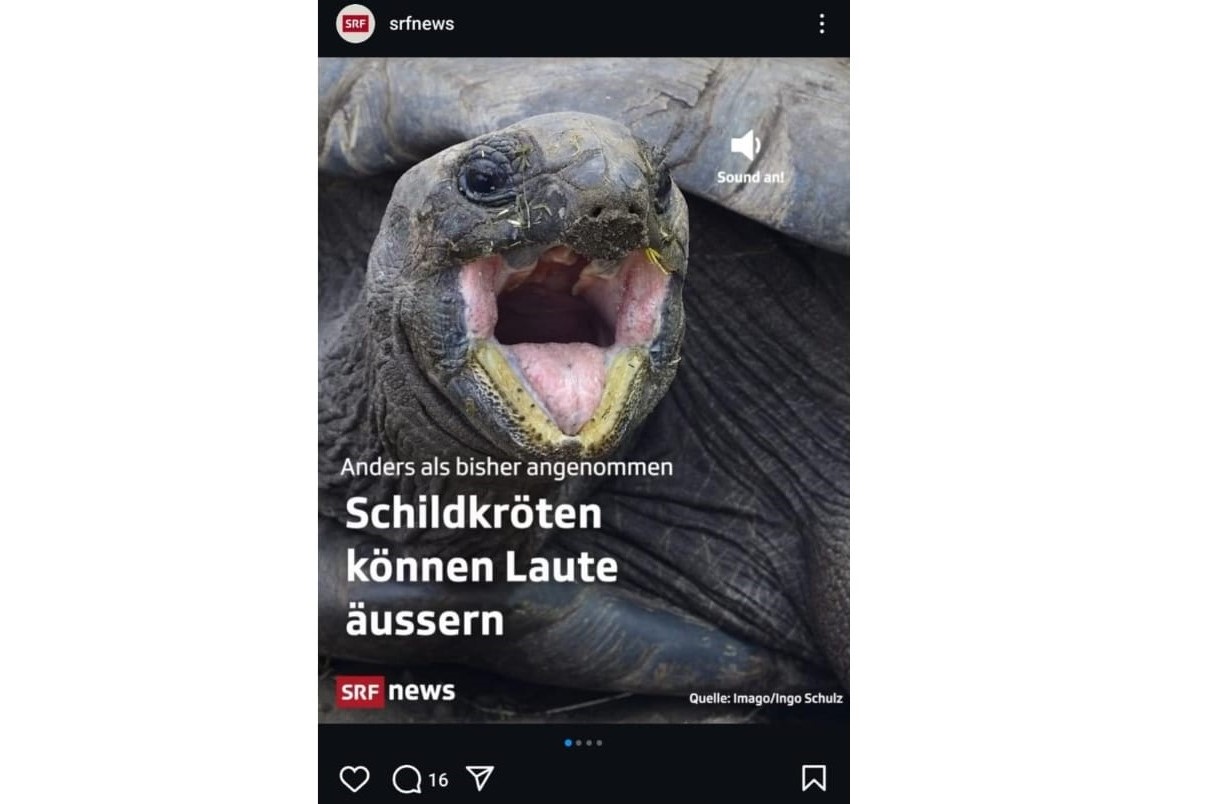 SRF srfnews
Sound an!
Anders als bisher angenommen
Schildkröten
können Laute
äussern
SRF news
Quelle: Imago/Ingo Schulz
16